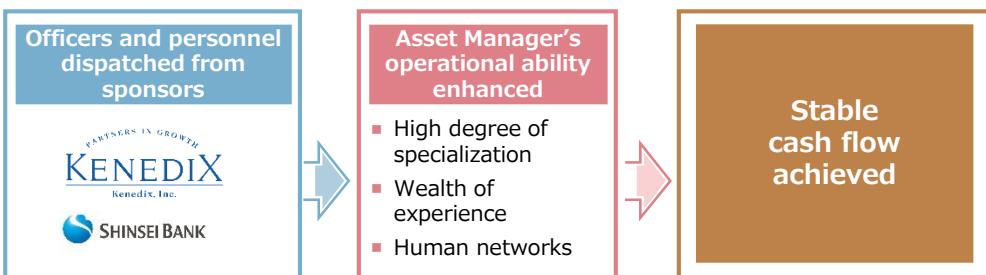 Officers and personnel
dispatched from
sponsors
PARTNERS IN GROWTH
KENEDIX
Kenedix, Inc.
SHINSEI BANK
Asset Manager's
operational ability
enhanced
▪ High degree of
specialization
▪ Wealth of
experience
▪ Human networks
Stable
cash flow
achieved